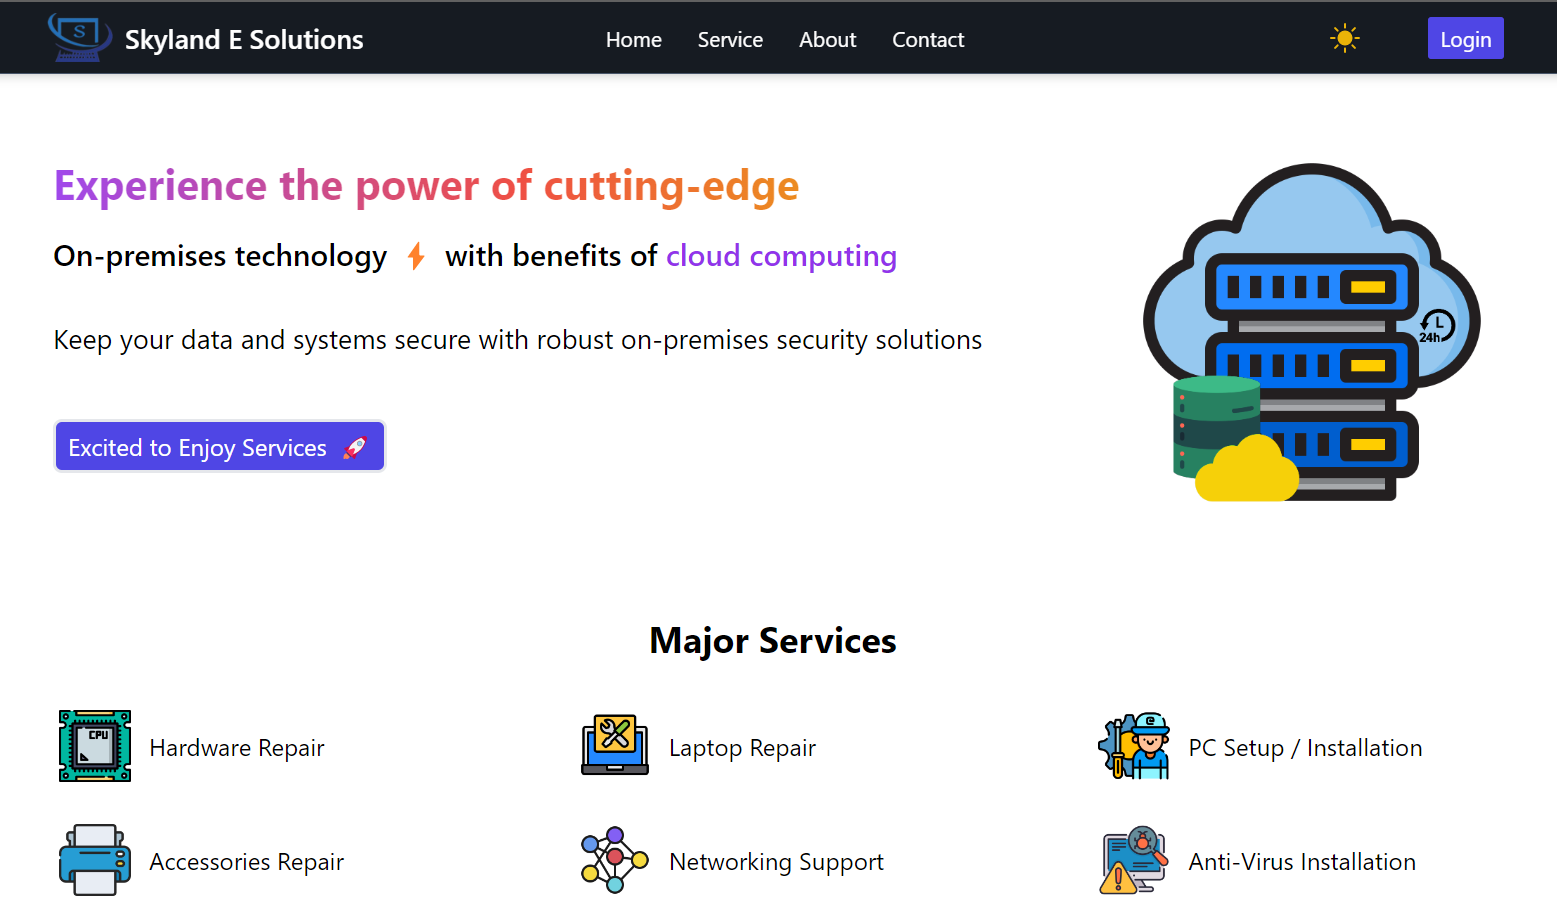 S
Skyland E Solutions
Home
Service
About
Contact
Login
Experience the power of cutting-edge
On-premises technology ⚡ with benefits of cloud computing
Keep your data and systems secure with robust on-premises security solutions
L
24h
Excited to Enjoy Services 🚀
Major Services
CPU
Hardware Repair
Laptop Repair
e
PC Setup / Installation
Accessories Repair
Networking Support
Anti-Virus Installation